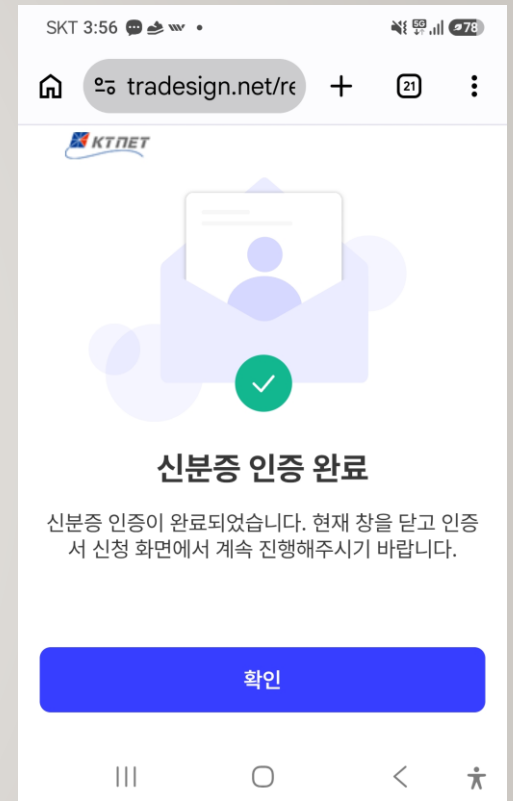 SKT 3:56
5G 78
tradesign.net/re
21
KTNET
신분증 인증 완료
신분증 인증이 완료되었습니다. 현재 창을 닫고 인증
서 신청 화면에서 계속 진행해주시기 바랍니다.
확인